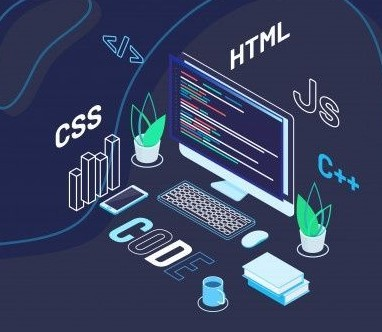 </>
HTML
Js
CSS
C++
CODE